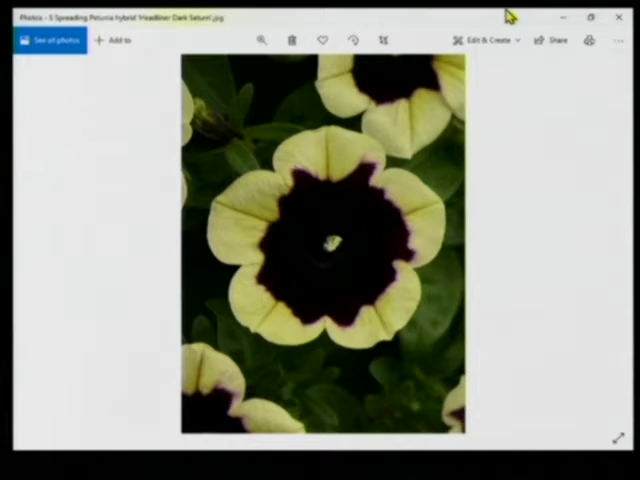 Photos - 5 Spreading Petunia hybrid 'Headliner Dark Saturn'.jpg
See all photos
Add to
Edit & Create
Share